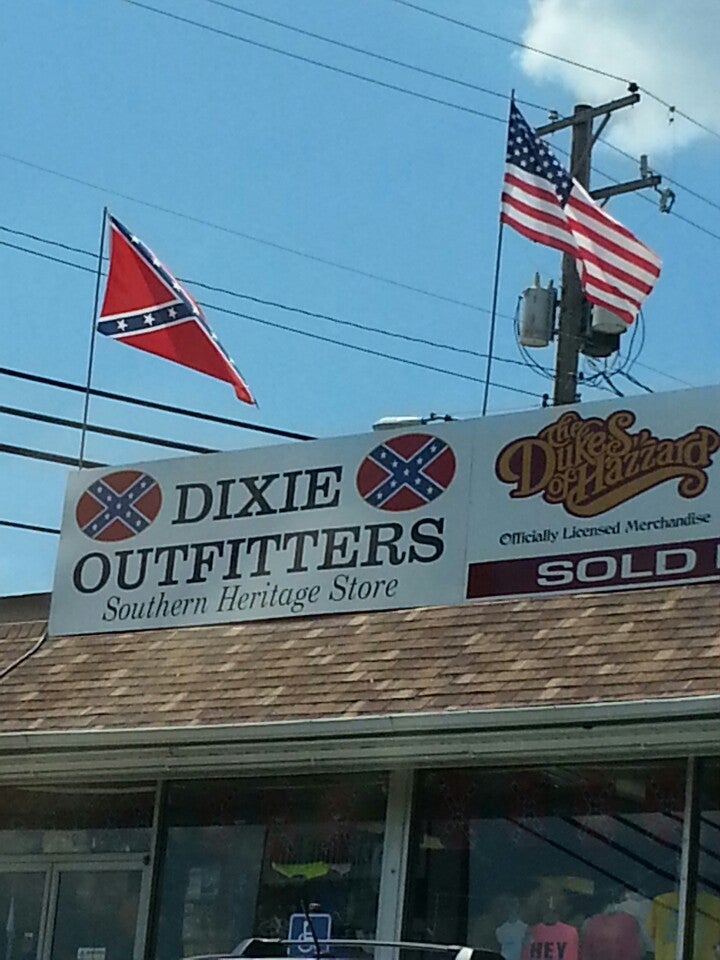 DIXIE
OUTFITTERS
Southern Heritage Store
The
Dukes
of Hazzard
Officially Licensed Merchandise
SOLD
HEY